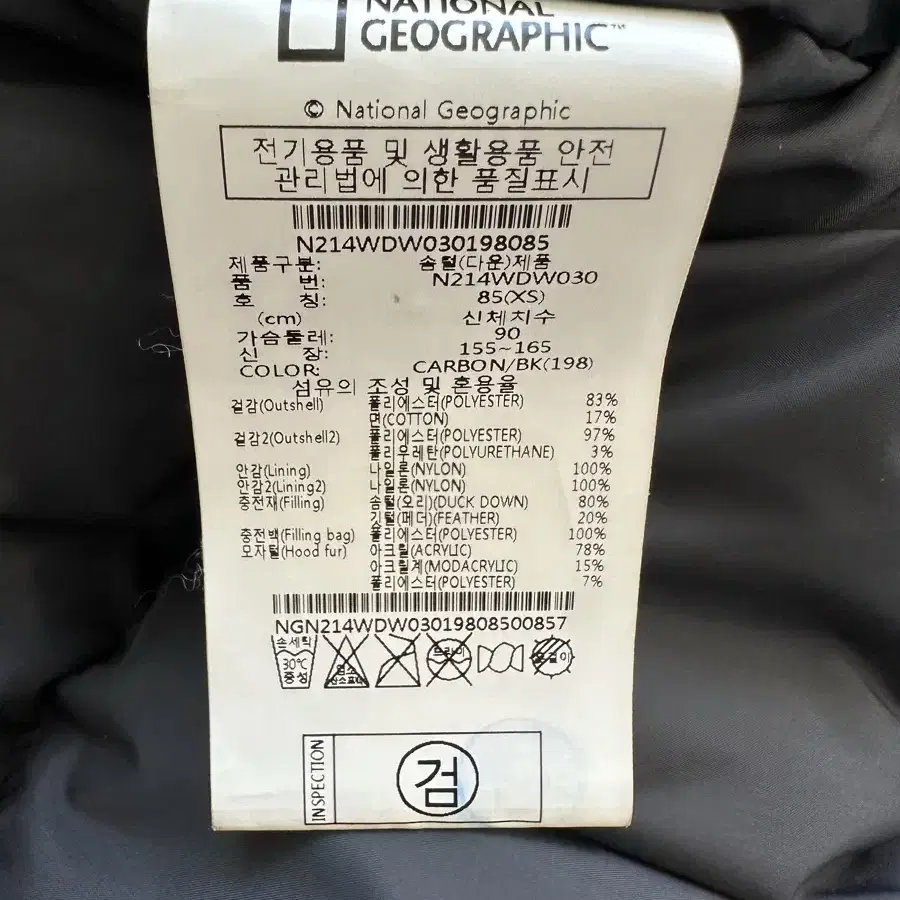 NATIONAL
GEOGRAPHIC™
© National Geographic
전기용품 및 생활용품 안전
관리법에 의한 품질표시
N214WDW030198085
제품구분: 솜털(다운)제품
품 번: N214WDW030
호 칭: 85(XS)
(cm) 신체치수
가슴둘레: 90
신 장: 155~165
COLOR: CARBON/BK(198)
섬유의 조성 및 혼용율
겉감(Outshell) 폴리에스터(POLYESTER) 83%
면(COTTON) 17%
겉감2(Outshell2) 폴리에스터(POLYESTER) 97%
폴리우레탄(POLYURETHANE) 3%
안감(Lining) 나일론(NYLON) 100%
안감2(Lining2) 나일론(NYLON) 100%
충전재(Filling) 솜털(오리)(DUCK DOWN) 80%
깃털(페더)(FEATHER) 20%
충전백(Filling bag) 폴리에스터(POLYESTER) 100%
모자털(Hood fur) 아크릴(ACRYLIC) 78%
아크릴계(MODACRYLIC) 15%
폴리에스터(POLYESTER) 7%
NGN214WDW03019808500857
손세탁
30℃
중성
염소
산소표백
드라이
INSPECTION
검